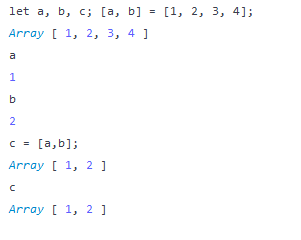 let a, b, c; [a, b] = [1, 2, 3, 4];
Array [ 1, 2, 3, 4 ]
a
1
b
2
c = [a,b];
Array [ 1, 2 ]
c
Array [ 1, 2 ]